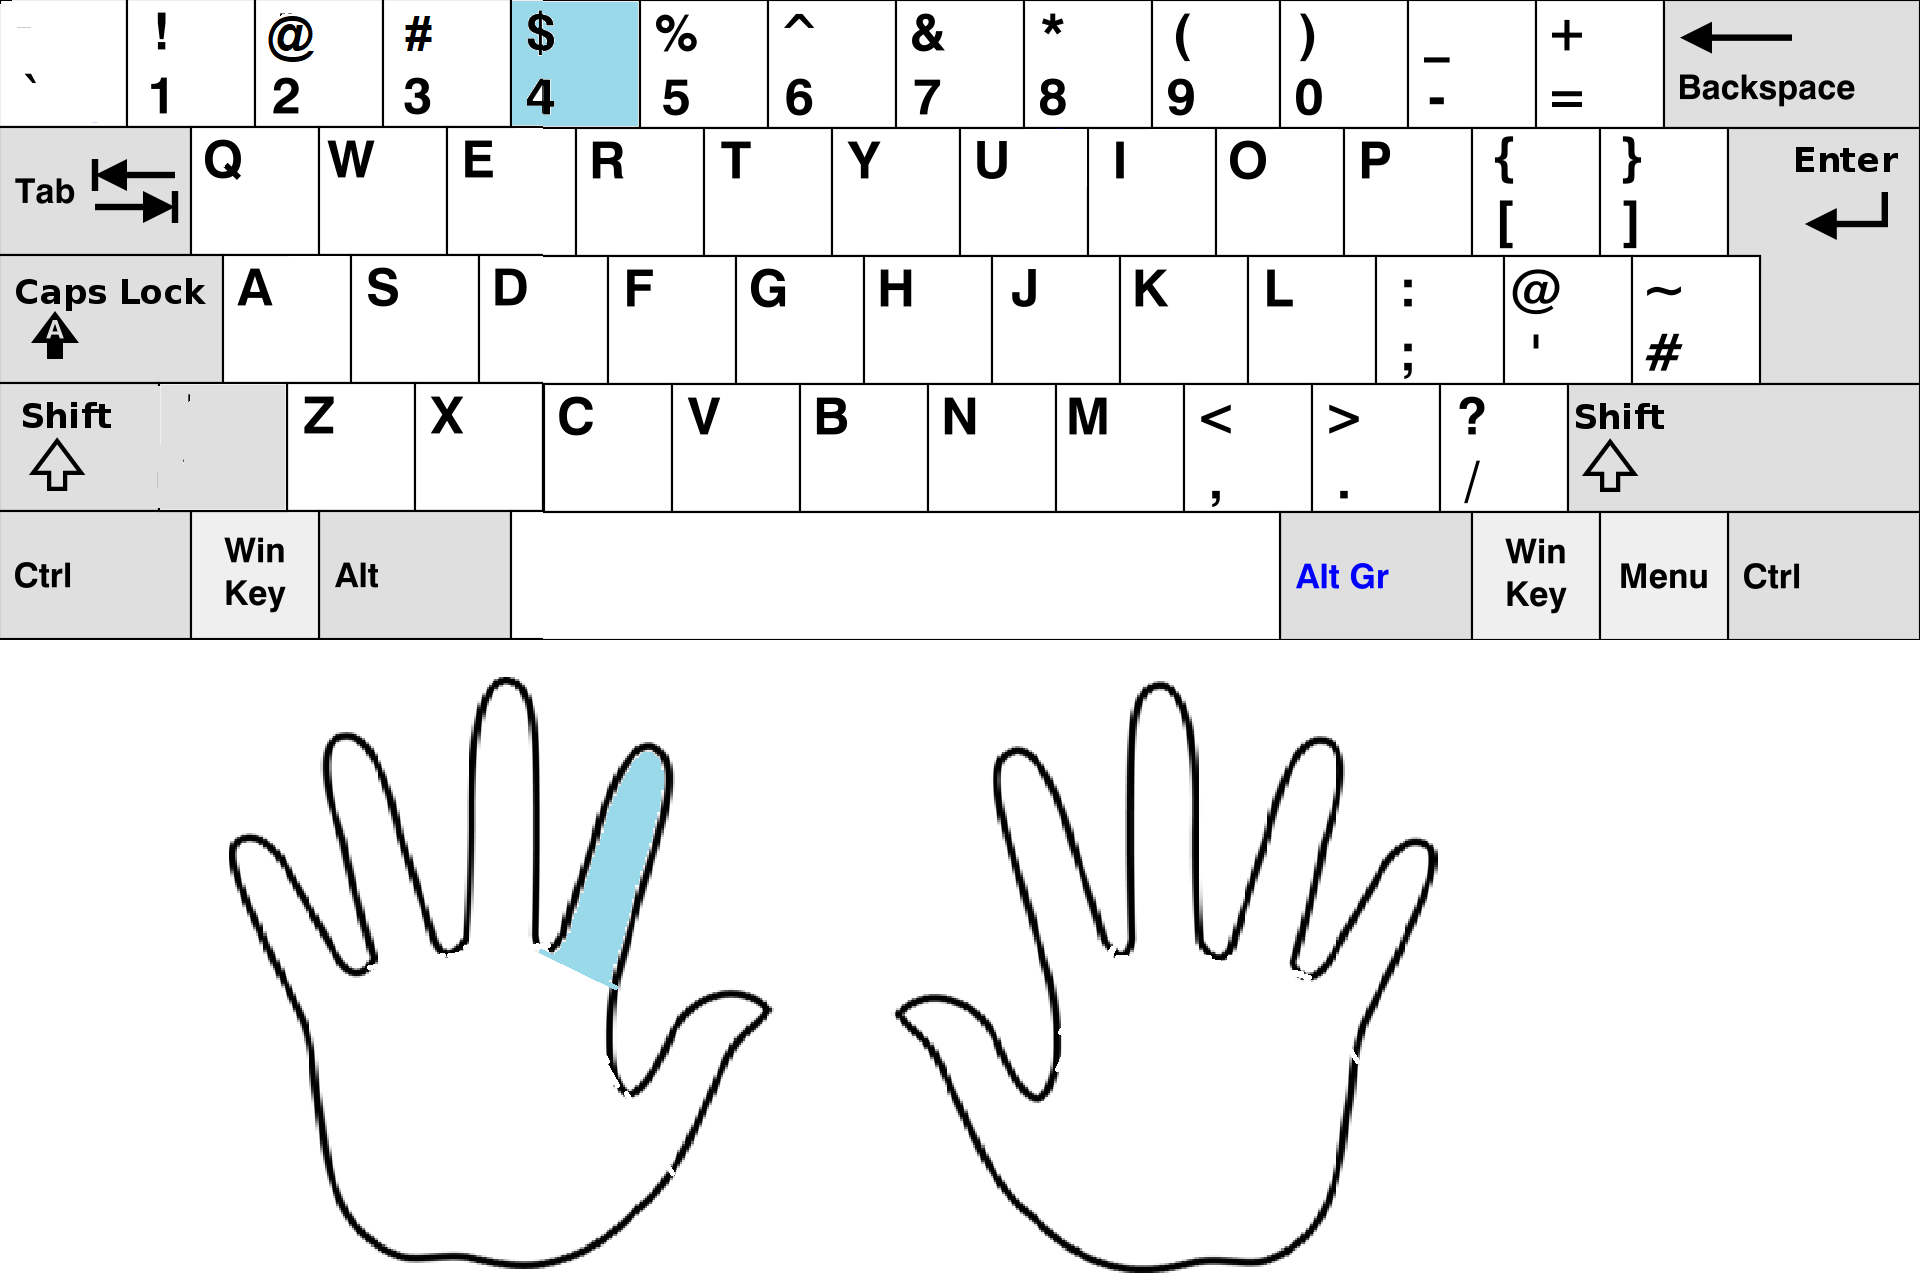 ! @ # $ % ^ & * ( ) _ +
` 1 2 3 4 5 6 7 8 9 0 - = Backspace
Tab Q W E R T Y U I O P { } Enter
[ ]
Caps Lock A S D F G H J K L : @ ~
A ; ' #
Shift Z X C V B N M < > ? Shift
, . /
Ctrl Win Key Alt Alt Gr Win Key Menu Ctrl